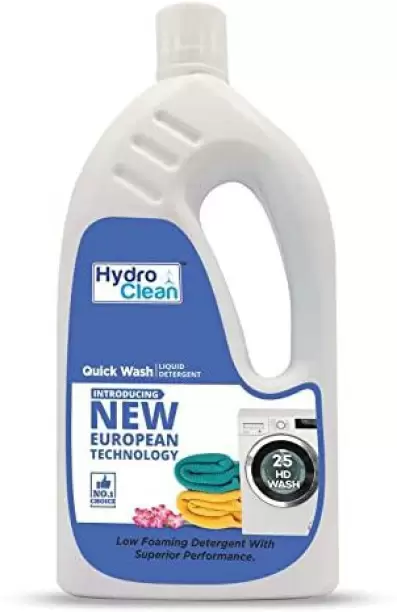 Hydro
Clean™
Quick Wash | LIQUID DETERGENT
INTRODUCING
NEW
EUROPEAN
TECHNOLOGY
25
HD
WASH
NO.1
CHOICE
Low Foaming Detergent With
Superior Performance.